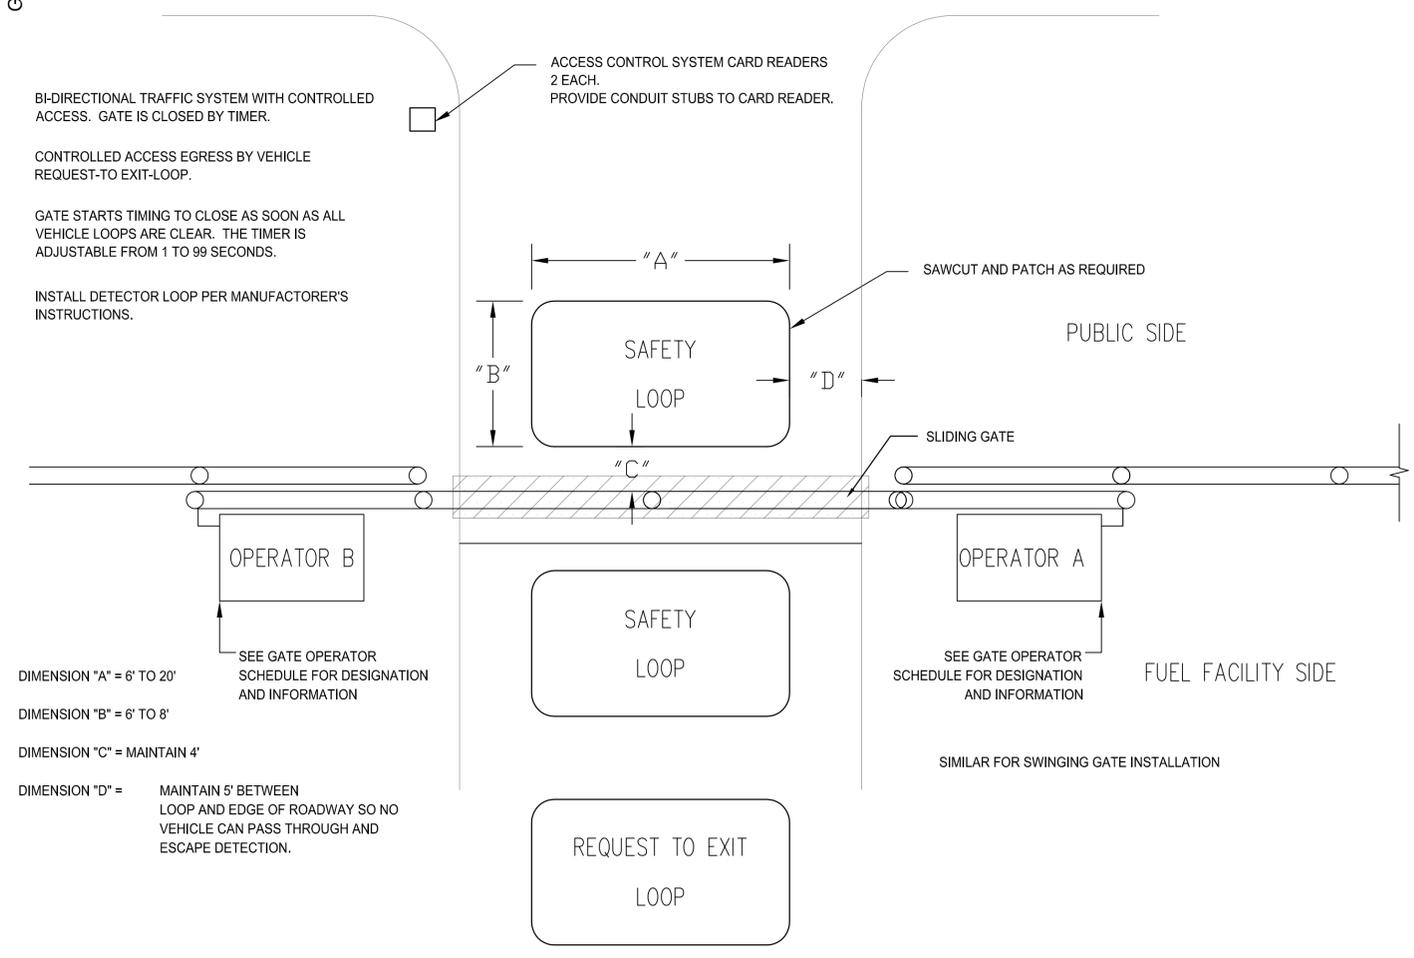 G
ACCESS CONTROL SYSTEM CARD READERS
2 EACH.
PROVIDE CONDUIT STUBS TO CARD READER.
BI-DIRECTIONAL TRAFFIC SYSTEM WITH CONTROLLED
ACCESS. GATE IS CLOSED BY TIMER.
CONTROLLED ACCESS EGRESS BY VEHICLE
REQUEST-TO EXIT-LOOP.
GATE STARTS TIMING TO CLOSE AS SOON AS ALL
VEHICLE LOOPS ARE CLEAR. THE TIMER IS
ADJUSTABLE FROM 1 TO 99 SECONDS.
INSTALL DETECTOR LOOP PER MANUFACTOR'S
INSTRUCTIONS.
"A"
SAWCUT AND PATCH AS REQUIRED
PUBLIC SIDE
SAFETY
LOOP
"B"
"D"
SLIDING GATE
"C"
OPERATOR B
OPERATOR A
SAFETY
LOOP
SEE GATE OPERATOR
SCHEDULE FOR DESIGNATION
AND INFORMATION
SEE GATE OPERATOR
SCHEDULE FOR DESIGNATION
AND INFORMATION
FUEL FACILITY SIDE
DIMENSION "A" = 6' TO 20'
DIMENSION "B" = 6' TO 8'
DIMENSION "C" = MAINTAIN 4'
DIMENSION "D" = MAINTAIN 5' BETWEEN
LOOP AND EDGE OF ROADWAY SO NO
VEHICLE CAN PASS THROUGH AND
ESCAPE DETECTION.
SIMILAR FOR SWINGING GATE INSTALLATION
REQUEST TO EXIT
LOOP